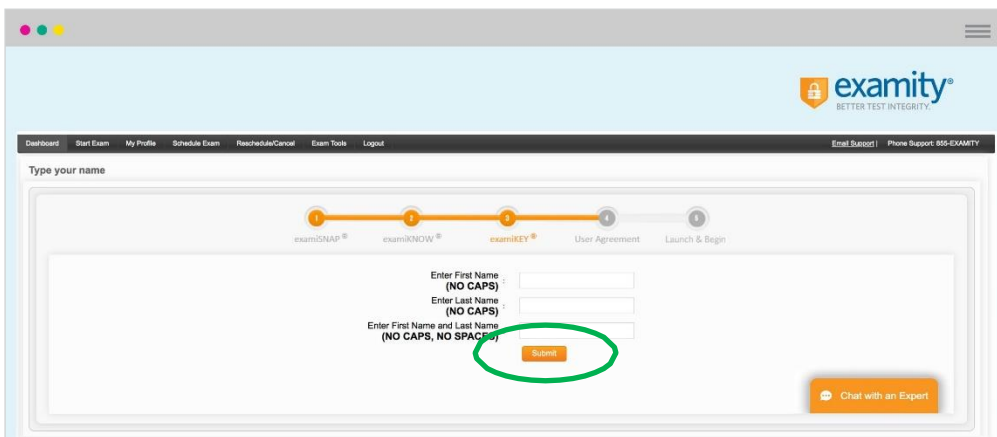 examity®
BETTER TEST INTEGRITY.
Dashboard Start Exam My Profile Schedule Exam Reschedule/Cancel Exam Tools Logout Email Support | Phone Support: 855-EXAMITY
Type your name
1 2 3 4 5
examiSNAP® examiKNOW® examiKEY® User Agreement Launch & Begin
Enter First Name
(NO CAPS) :
Enter Last Name
(NO CAPS) :
Enter First Name and Last Name
(NO CAPS, NO SPACES)
Submit
Chat with an Expert